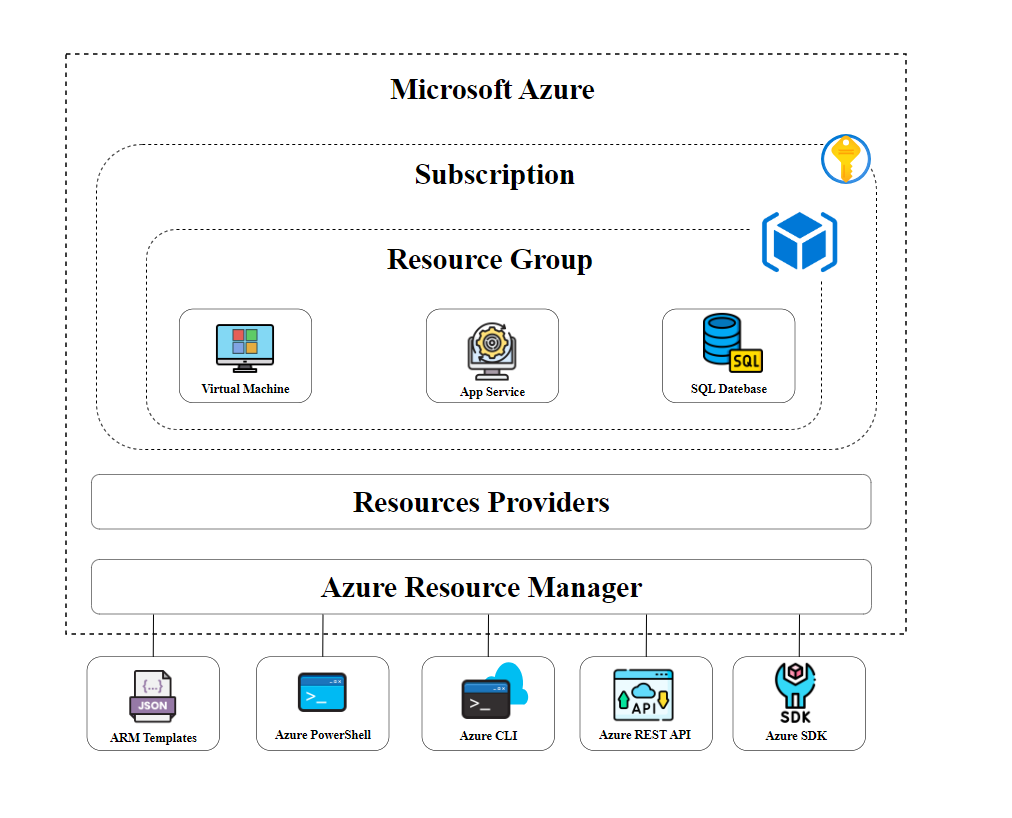 Microsoft Azure
Subscription
Resource Group
Virtual Machine
App Service
SQL
SQL Datebase
Resources Providers
Azure Resource Manager
{...}
JSON
ARM Templates
>_
Azure PowerShell
>_
Azure CLI
API
Azure REST API
SDK
Azure SDK